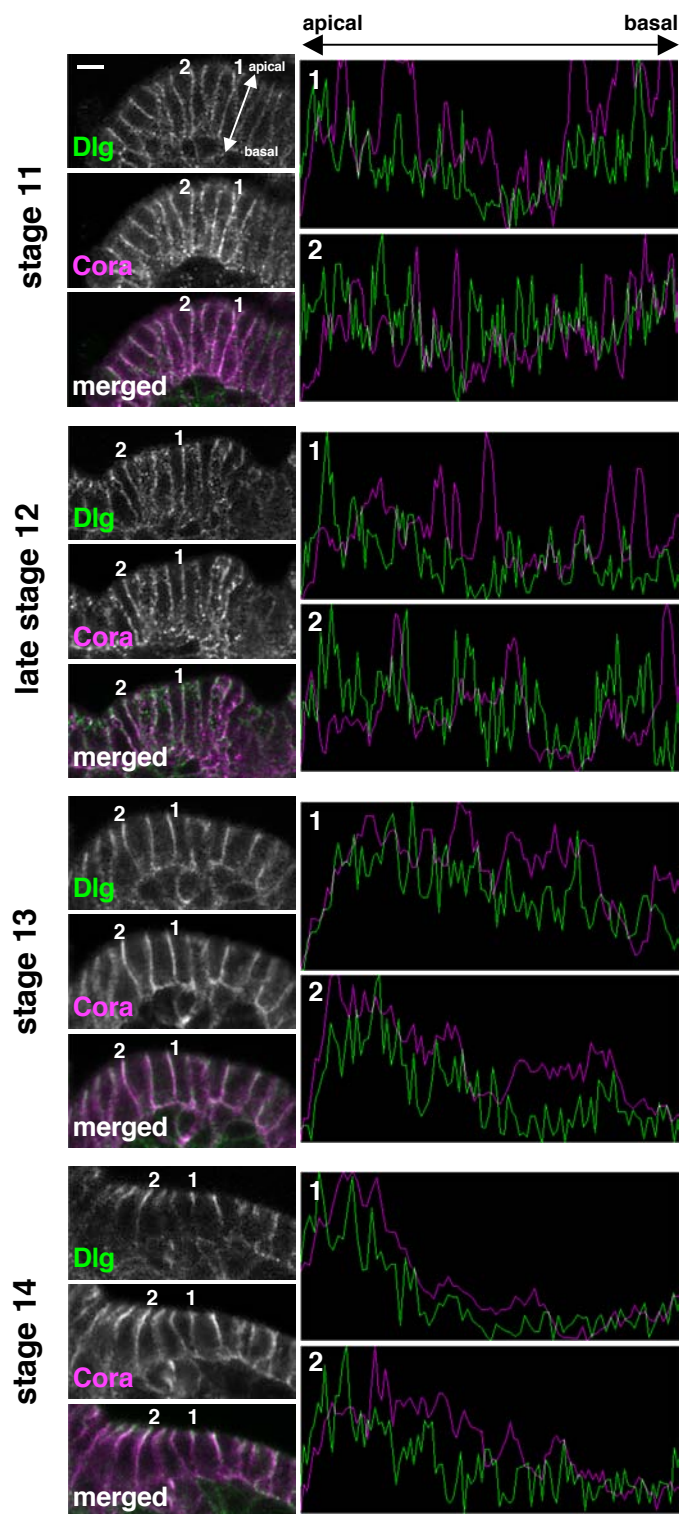 apical basal
stage 11
2 1 apical
basal
Dlg
1
2 1
Cora
2
2 1
merged
late stage 12
2 1
Dlg
1
2 1
Cora
2
2 1
merged
stage 13
2 1
Dlg
1
2 1
Cora
2
2 1
merged
stage 14
2 1
Dlg
1
2 1
Cora
2
2 1
merged